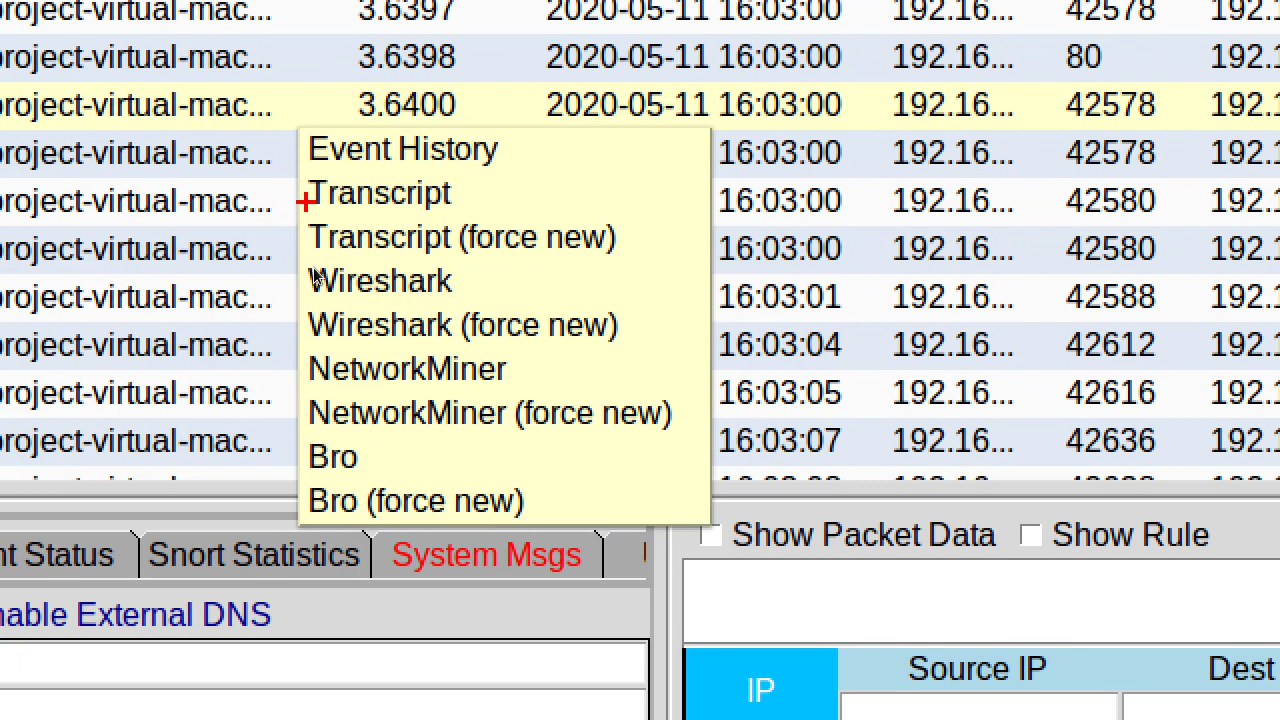 project-virtual-mac... 3.6397 2020-05-11 16:03:00 192.16... 42578 192.1
project-virtual-mac... 3.6398 2020-05-11 16:03:00 192.16... 80 192.1
project-virtual-mac... 3.6400 2020-05-11 16:03:00 192.16... 42578 192.1
project-virtual-mac... 16:03:00 192.16... 42578 192.1
project-virtual-mac... 16:03:00 192.16... 42580 192.1
project-virtual-mac... 16:03:00 192.16... 42580 192.1
project-virtual-mac... 16:03:01 192.16... 42588 192.1
project-virtual-mac... 16:03:04 192.16... 42612 192.1
project-virtual-mac... 16:03:05 192.16... 42616 192.1
project-virtual-mac... 16:03:07 192.16... 42636 192.1
Event History
Transcript
Transcript (force new)
Wireshark
Wireshark (force new)
NetworkMiner
NetworkMiner (force new)
Bro
Bro (force new)
nt Status Snort Statistics System Msgs
nable External DNS
Show Packet Data Show Rule
IP Source IP Dest